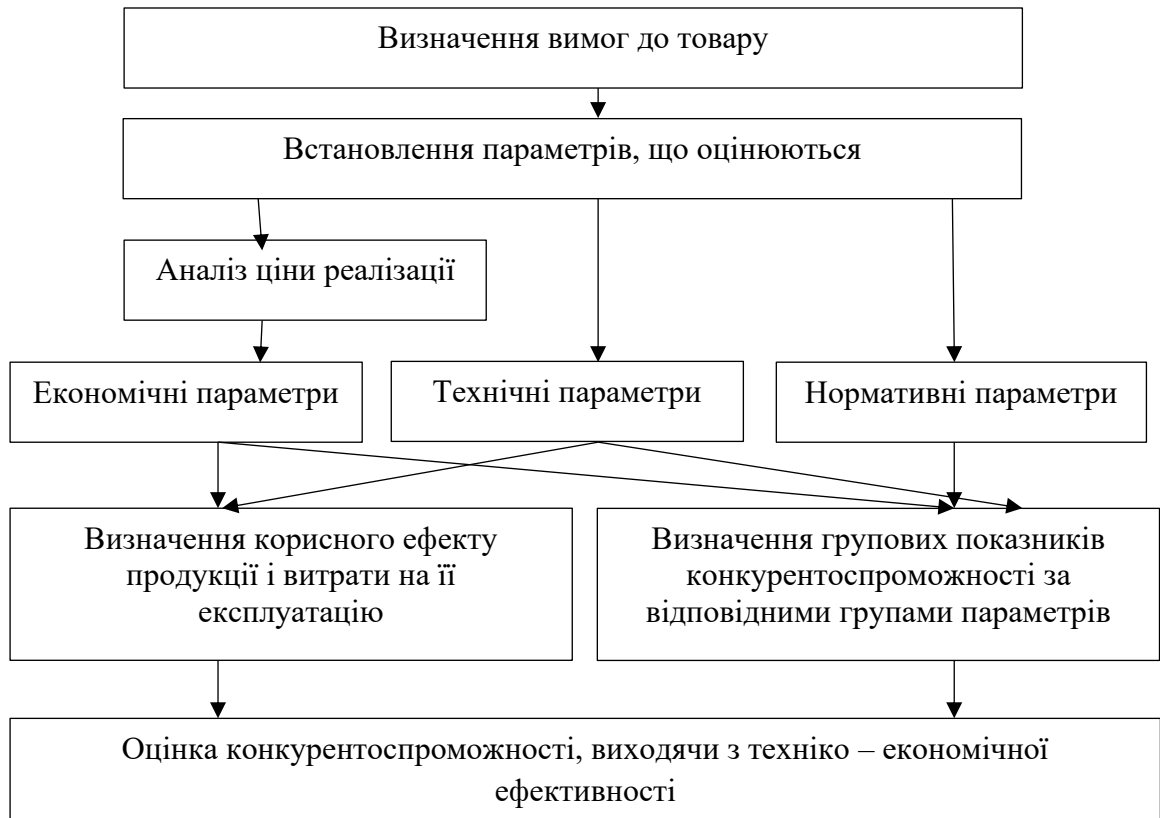 Визначення вимог до товару
Встановлення параметрів, що оцінюються
Аналіз ціни реалізації
Економічні параметри
Технічні параметри
Нормативні параметри
Визначення корисного ефекту
продукції і витрати на її
експлуатацію
Визначення групових показників
конкурентоспроможності за
відповідними групами параметрів
Оцінка конкурентоспроможності, виходячи з техніко – економічної
ефективності